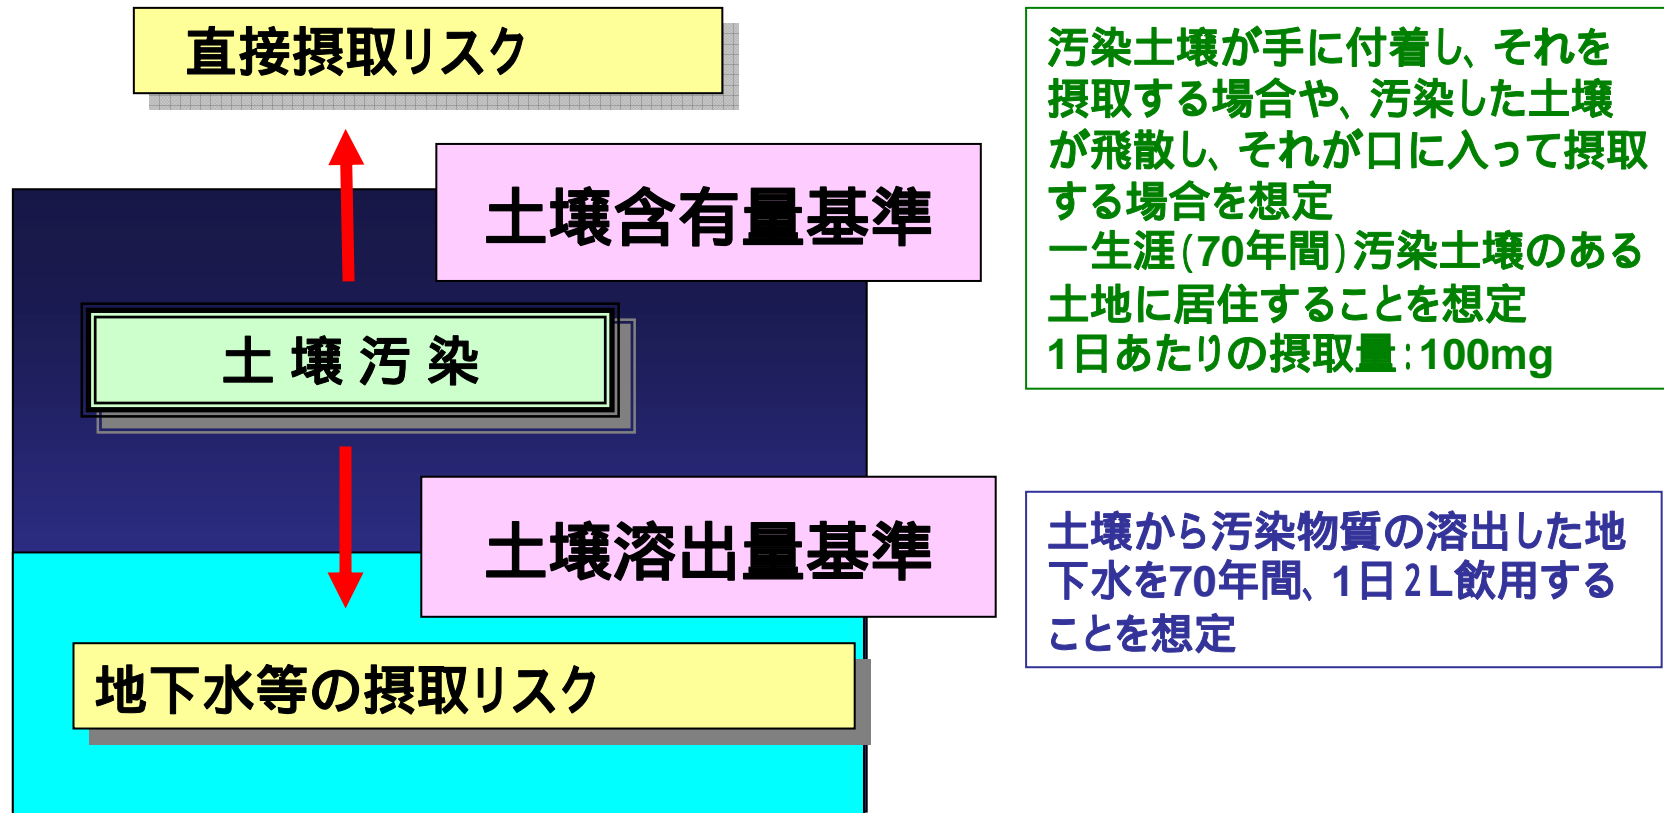 直接摂取リスク
土壌含有量基準
土壌汚染
土壌溶出量基準
地下水等の摂取リスク
汚染土壌が手に付着し、それを
摂取する場合や、汚染した土壌
が飛散し、それが口に入って摂取
する場合を想定
一生涯(70年間)汚染土壌のある
土地に居住することを想定
1日あたりの摂取量:100mg
土壌から汚染物質の溶出した地
下水を70年間、1日2L飲用する
ことを想定